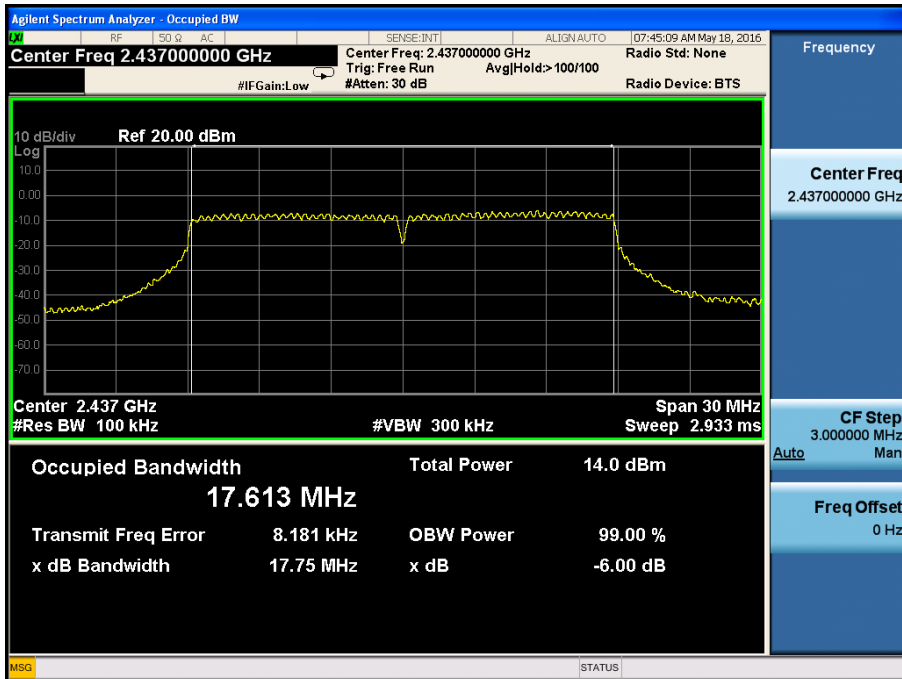 Agilent Spectrum Analyzer - Occupied BW
LXI RF 50 Ω AC SENSE:INT ALIGN AUTO 07:45:09 AM May 18, 2016
Center Freq 2.437000000 GHz
Center Freq: 2.437000000 GHz
Radio Std: None
Trig: Free Run Avg|Hold:> 100/100
#IFGain:Low
#Atten: 30 dB
Radio Device: BTS
10 dB/div Ref 20.00 dBm
Log
10.0
0.00
-10.0
-20.0
-30.0
-40.0
-50.0
-60.0
-70.0
Center 2.437 GHz Span 30 MHz
#Res BW 100 kHz #VBW 300 kHz Sweep 2.933 ms
Occupied Bandwidth Total Power 14.0 dBm
17.613 MHz
Transmit Freq Error 8.181 kHz OBW Power 99.00 %
x dB Bandwidth 17.75 MHz x dB -6.00 dB
MSG STATUS
Frequency
Center Freq
2.437000000 GHz
CF Step
3.000000 MHz
Auto Man
Freq Offset
0 Hz